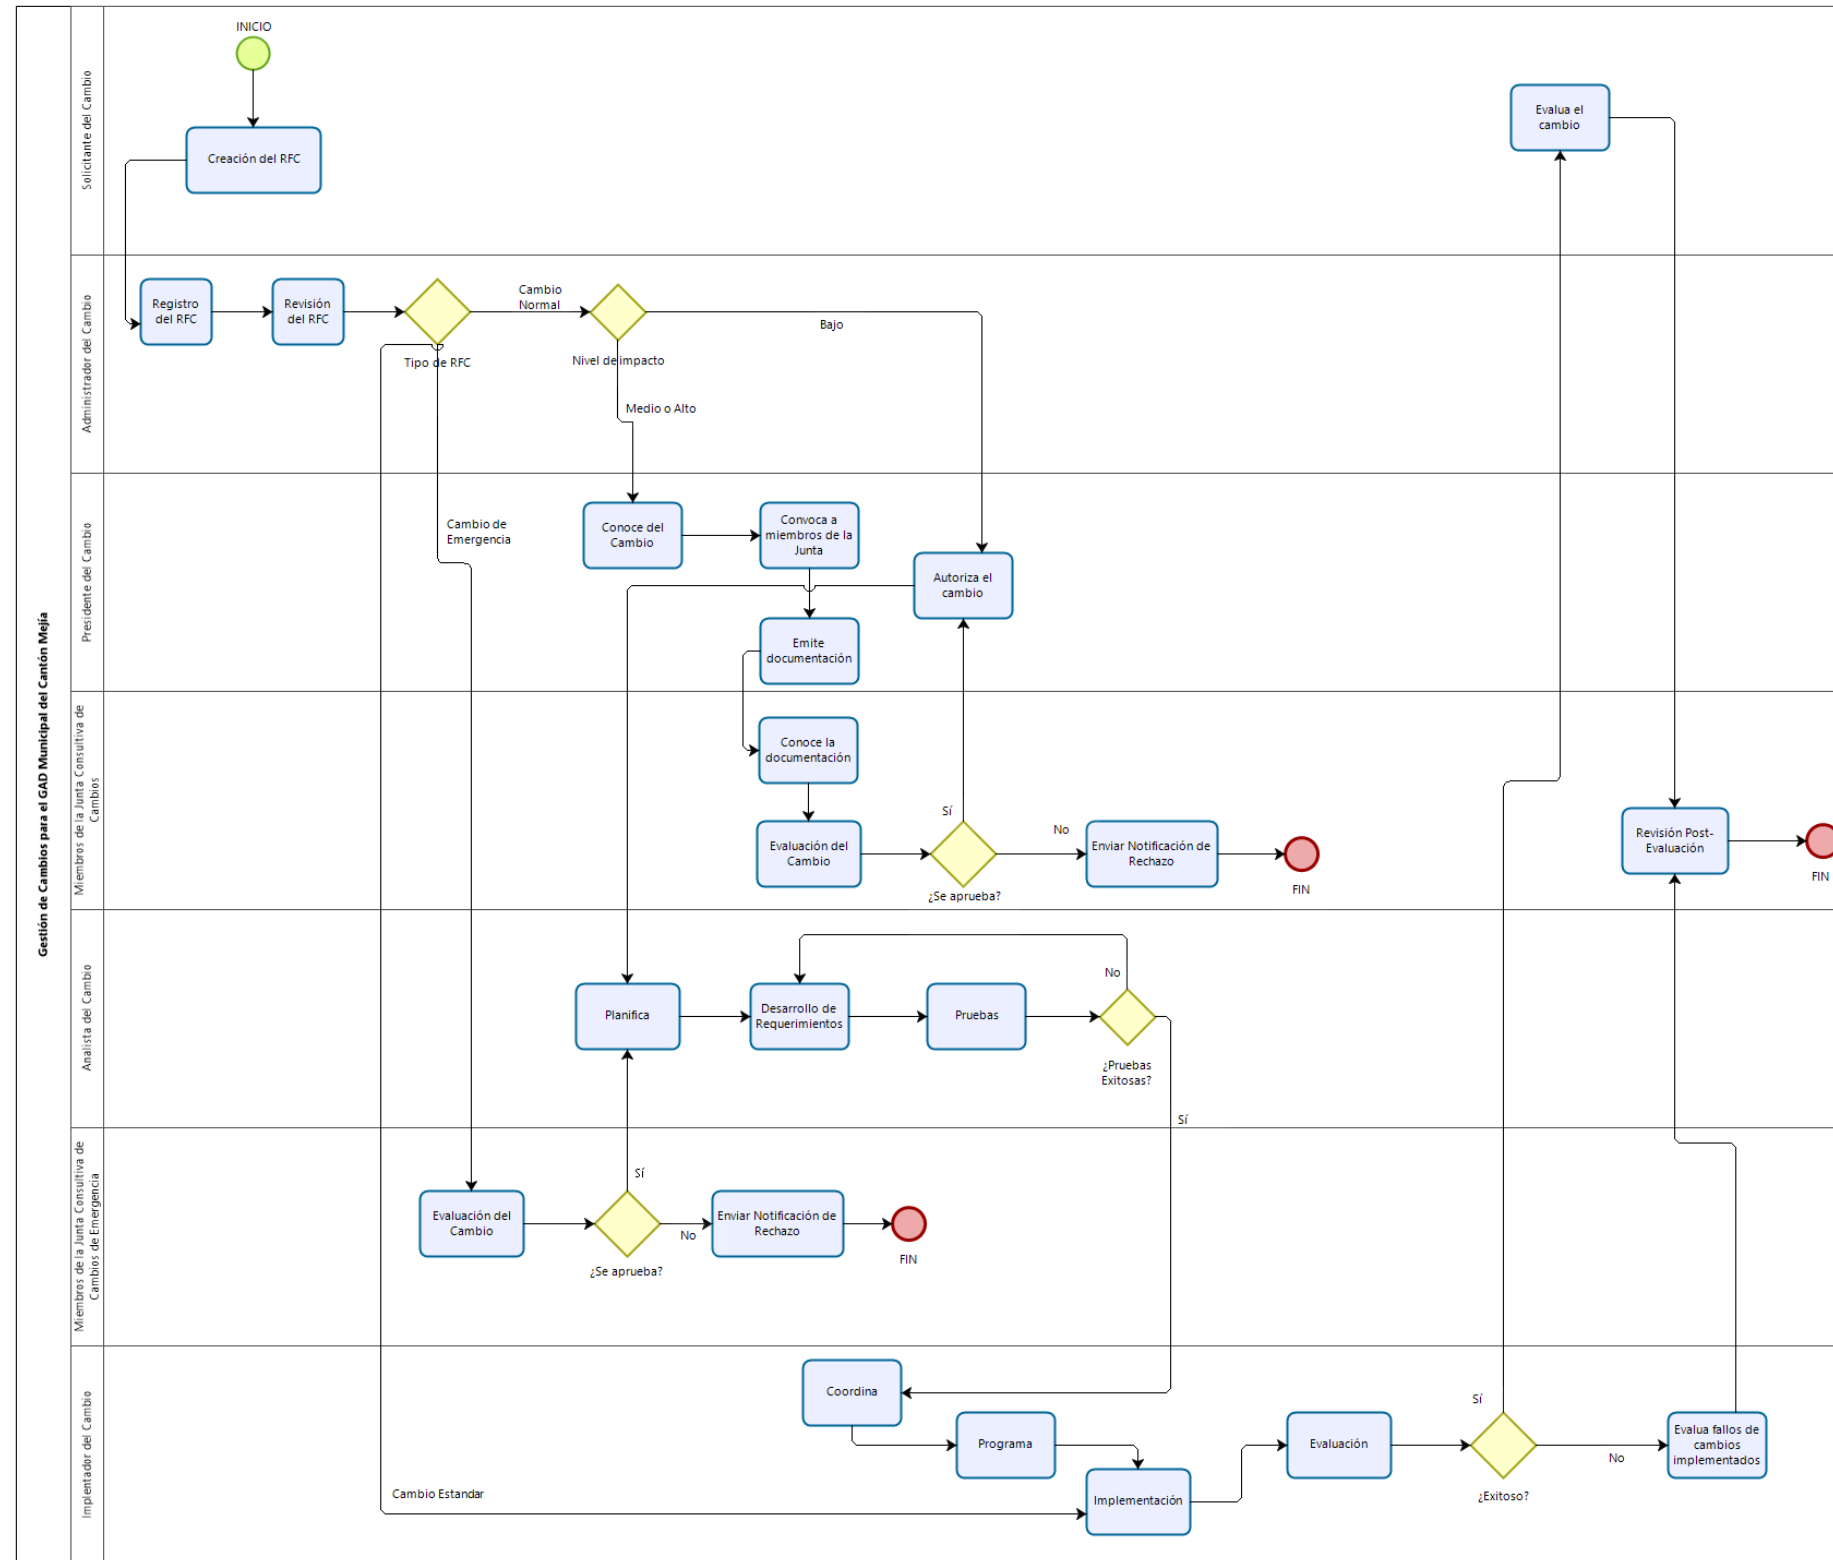 Gestión de Cambios para el GAD Municipal del Cantón Mejía
Solicitante del Cambio
INICIO
Creación del RFC
Evalua el
cambio
Administrador del Cambio
Registro
del RFC
Revisión
del RFC
Tipo de RFC
Cambio
Normal
Nivel de impacto
Bajo
Medio o Alto
Presidente del Cambio
Cambio de
Emergencia
Conoce del
Cambio
Convoca a
miembros de la
Junta
Autoriza el
cambio
Emite
documentación
Miembros de la Junta Consultiva de
Cambios
Conoce la
documentación
Evaluación del
Cambio
Sí
¿Se aprueba?
No
Enviar Notificación de
Rechazo
FIN
Revisión Post-
Evaluación
FIN
Analista del Cambio
Planifica
Desarrollo de
Requerimientos
Pruebas
No
¿Pruebas
Exitosas?
Sí
Miembros de la Junta Consultiva de
Cambios de Emergencia
Evaluación del
Cambio
Sí
¿Se aprueba?
No
Enviar Notificación de
Rechazo
FIN
Implentador del Cambio
Coordina
Programa
Cambio Estandar
Implementación
Evaluación
Sí
¿Exitoso?
No
Evalua fallos de
cambios
implementados